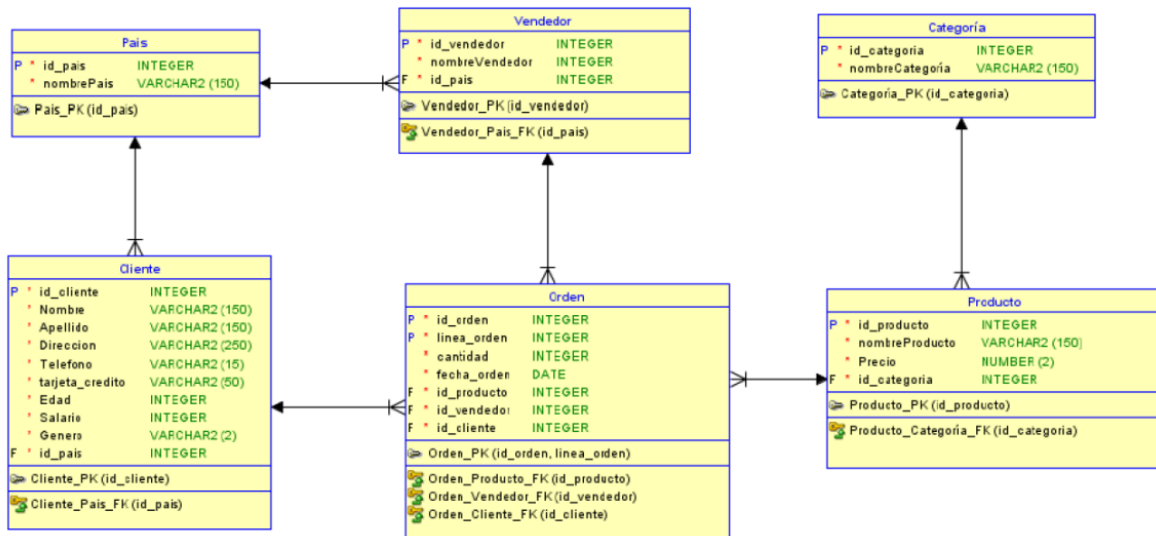 Pais
P * id_pais INTEGER
* nombrePais VARCHAR2 (150)
Pais_PK (id_pais)
Vendedor
P * id_vendedor INTEGER
* nombreVendedor INTEGER
F * id_pais INTEGER
Vendedor_PK (id_vendedor)
Vendedor_Pais_FK (id_pais)
Categoría
P * id_categoria INTEGER
* nombreCategoría VARCHAR2 (150)
Categoría_PK (id_categoria)
Cliente
P * id_cliente INTEGER
* Nombre VARCHAR2 (150)
* Apellido VARCHAR2 (150)
* Direccion VARCHAR2 (250)
* Telefono VARCHAR2 (15)
* tarjeta_credito VARCHAR2 (50)
* Edad INTEGER
* Salario INTEGER
* Genero VARCHAR2 (2)
F * id_pais INTEGER
Cliente_PK (id_cliente)
Cliente_Pais_FK (id_pais)
Orden
P * id_orden INTEGER
P * linea_orden INTEGER
* cantidad INTEGER
* fecha_orden DATE
F * id_producto INTEGER
F * id_vendedor INTEGER
F * id_cliente INTEGER
Orden_PK (id_orden, linea_orden)
Orden_Producto_FK (id_producto)
Orden_Vendedor_FK (id_vendedor)
Orden_Cliente_FK (id_cliente)
Producto
P * id_producto INTEGER
* nombreProducto VARCHAR2 (150)
* Precio NUMBER (2)
F * id_categoria INTEGER
Producto_PK (id_producto)
Producto_Categoría_FK (id_categoria)